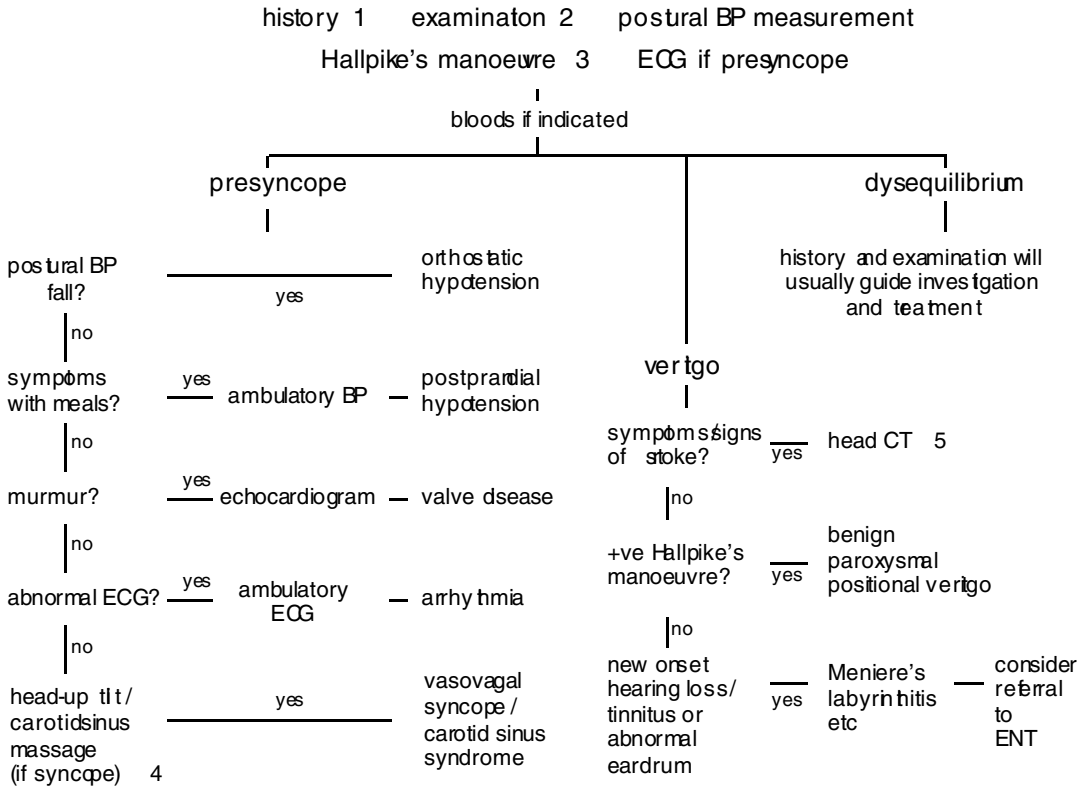 history 1 examinaton 2 postural BP measurement
Hallpike's manoeuvre 3 ECG if presyncope
bloods if indicated
presyncope
dysequilibrium
postural BP
fall?
yes
orthostatic
hypotension
history and examination will
usually guide investigation
and treatment
no
symptoms
with meals?
yes
ambulatory BP
postprandial
hypotension
vertigo
no
symptoms/signs
of stroke?
yes
head CT 5
murmur?
yes
echocardiogram
valve dsease
no
no
+ve Hallpike's
manoeuvre?
yes
benign
paroxysmal
positional vertigo
abnormal ECG?
yes
ambulatory
ECG
arrhythmia
no
no
head-up tilt/
carotidsinus
massage
(if syncope) 4
yes
vasovagal
syncope/
carotid sinus
syndrome
new onset
hearing loss/
tinnitus or
abnormal
eardrum
yes
Meniere's
labyrinthitis
etc
consider
referral
to
ENT